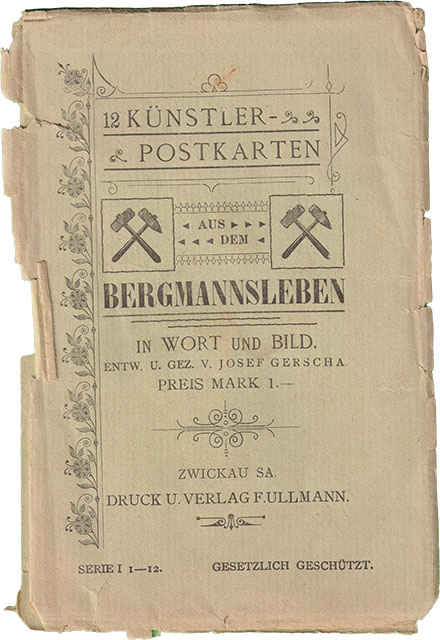 12 KÜNSTLER-
POSTKARTEN
AUS
DEM
BERGMANNSLEBEN
IN WORT UND BILD.
ENTW. U. GEZ. V. JOSEF GERSCHA.
PREIS MARK 1.—
ZWICKAU SA.
DRUCK U. VERLAG F. ULLMANN.
SERIE I 1—12. GESETZLICH GESCHÜTZT.